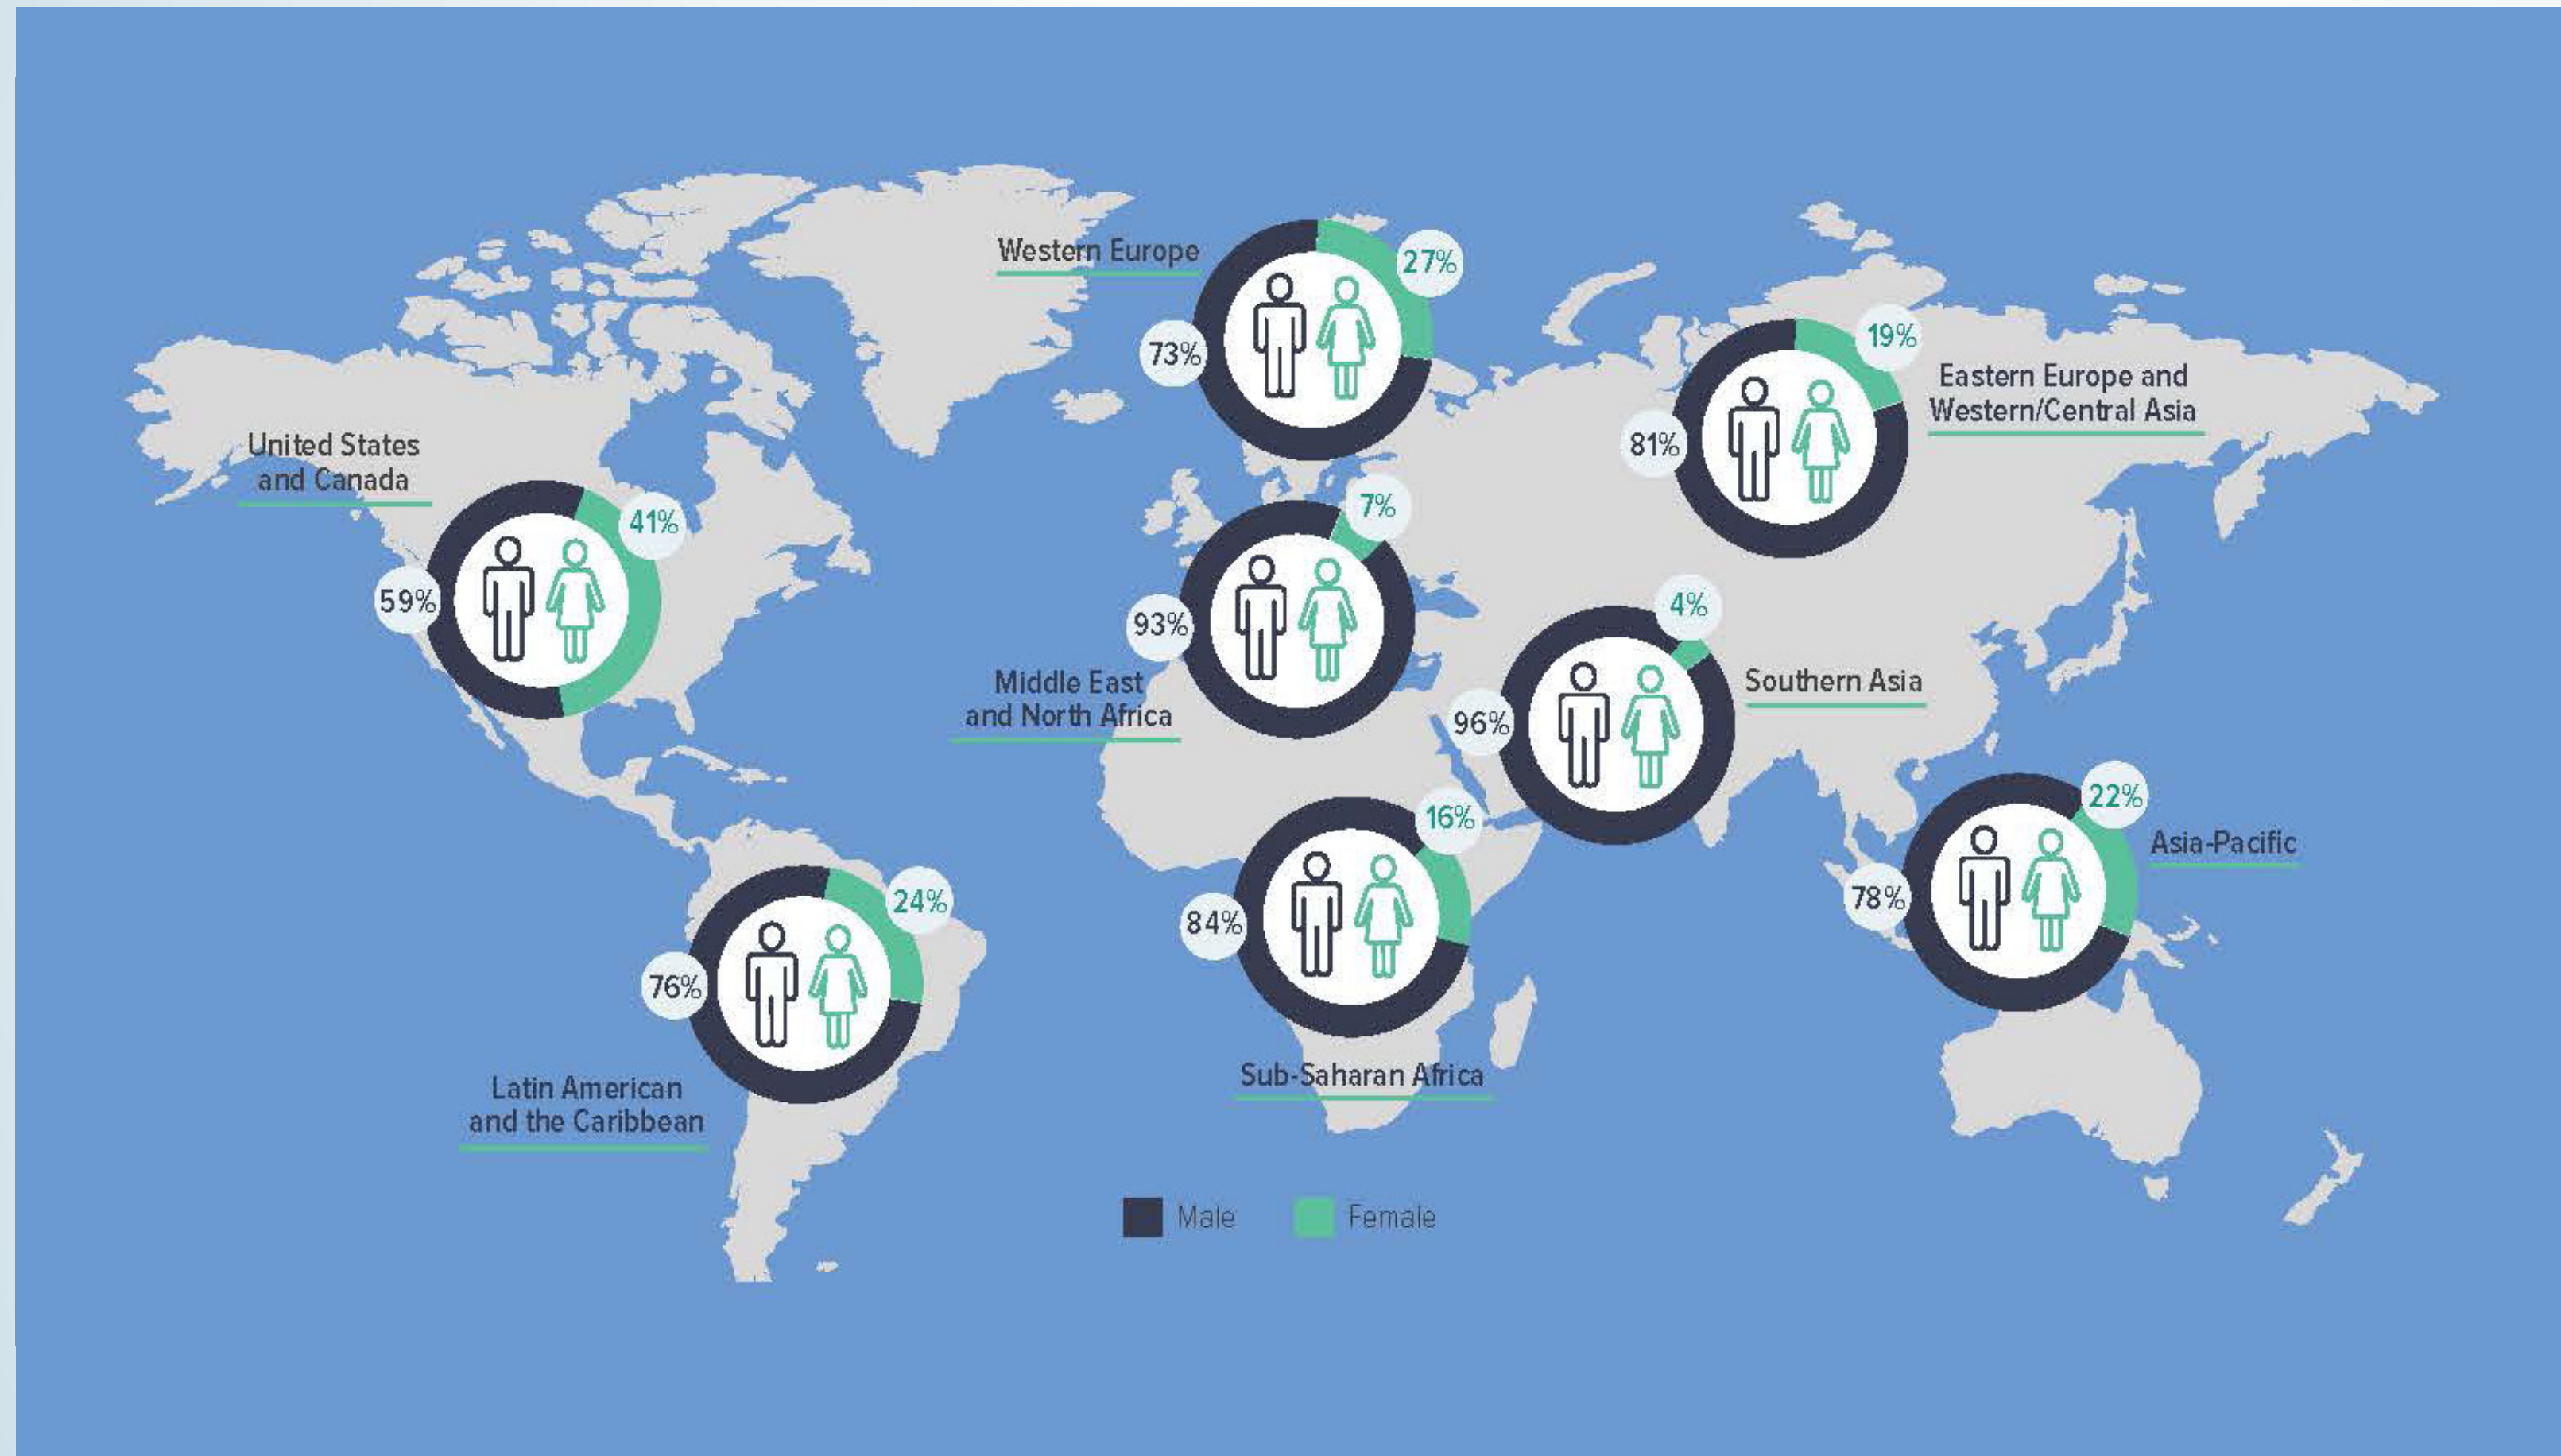 Western Europe
27%
73%
19%
Eastern Europe and
Western/Central Asia
81%
United States
and Canada
41%
59%
7%
93%
Middle East
and North Africa
4%
Southern Asia
96%
16%
84%
Sub-Saharan Africa
22%
Asia-Pacific
78%
24%
76%
Latin American
and the Caribbean
Male
Female